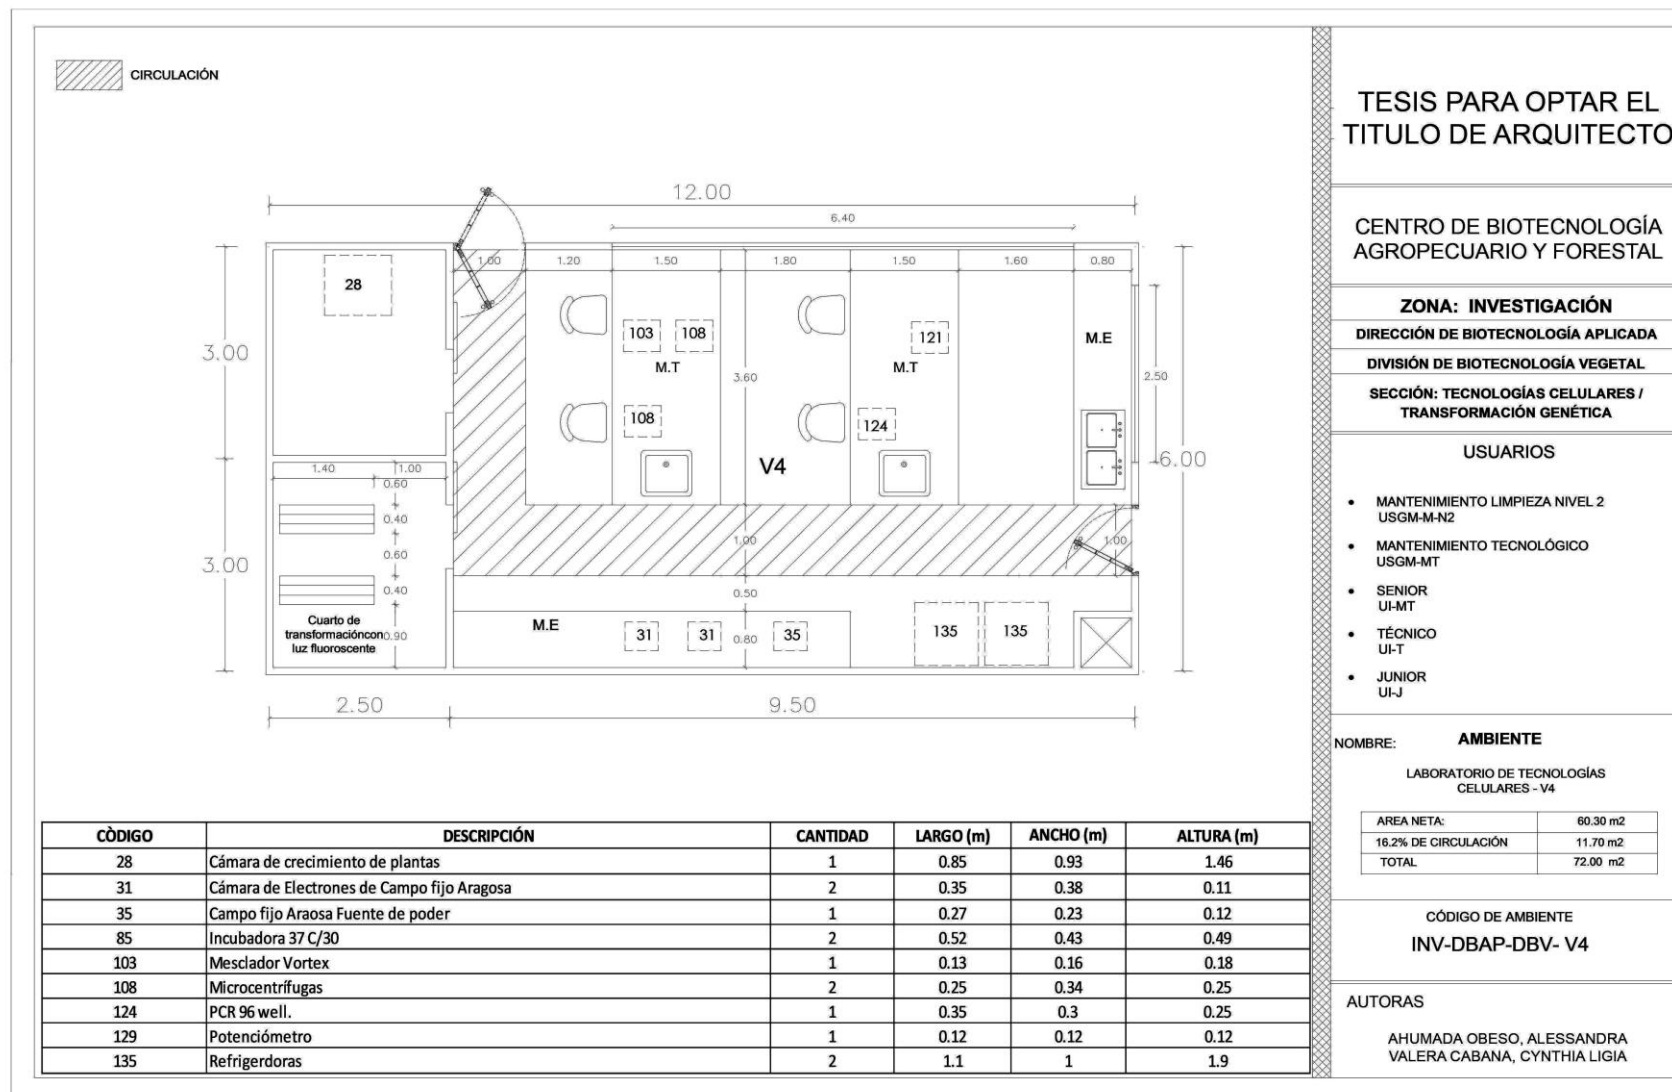 CIRCULACIÓN
12.00
6.40
1.00 1.20 1.50 1.80 1.50 1.60 0.80
28
103 108 121
M.E
M.T M.T
3.00
3.60
2.50
108 124
V4
6.00
1.40 1.00
0.60
0.40
0.60
1.00 1.00
3.00
0.40
0.50
Cuarto de
transformacióncon
luz fluoroscente
0.90
M.E
31 31 0.80 35 135 135
2.50 9.50
CÒDIGO DESCRIPCIÓN CANTIDAD LARGO (m) ANCHO (m) ALTURA (m)
28 Cámara de crecimiento de plantas 1 0.85 0.93 1.46
31 Cámara de Electrones de Campo fijo Aragosa 2 0.35 0.38 0.11
35 Campo fijo Araosa Fuente de poder 1 0.27 0.23 0.12
85 Incubadora 37 C/30 2 0.52 0.43 0.49
103 Mesclador Vortex 1 0.13 0.16 0.18
108 Microcentrífugas 2 0.25 0.34 0.25
124 PCR 96 well. 1 0.35 0.3 0.25
129 Potenciómetro 1 0.12 0.12 0.12
135 Refrigerdoras 2 1.1 1 1.9
TESIS PARA OPTAR EL
TITULO DE ARQUITECTO
CENTRO DE BIOTECNOLOGÍA
AGROPECUARIO Y FORESTAL
ZONA: INVESTIGACIÓN
DIRECCIÓN DE BIOTECNOLOGÍA APLICADA
DIVISIÓN DE BIOTECNOLOGÍA VEGETAL
SECCIÓN: TECNOLOGÍAS CELULARES /
TRANSFORMACIÓN GENÉTICA
USUARIOS
• MANTENIMIENTO LIMPIEZA NIVEL 2
USGM-M-N2
• MANTENIMIENTO TECNOLÓGICO
USGM-MT
• SENIOR
UI-MT
• TÉCNICO
UI-T
• JUNIOR
UI-J
NOMBRE: AMBIENTE
LABORATORIO DE TECNOLOGÍAS
CELULARES - V4
AREA NETA: 60.30 m2
16.2% DE CIRCULACIÓN 11.70 m2
TOTAL 72.00 m2
CÓDIGO DE AMBIENTE
INV-DBAP-DBV- V4
AUTORAS
AHUMADA OBESO, ALESSANDRA
VALERA CABANA, CYNTHIA LIGIA